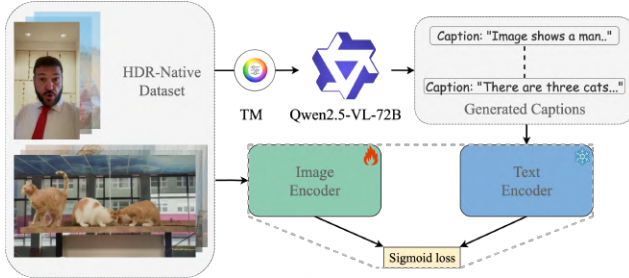 HDR-Native
Dataset
TM
Qwen2.5-VL-72B
Caption: "Image shows a man.."
Caption: "There are three cats..."
Generated Captions
Image
Encoder
Text
Encoder
Sigmoid loss